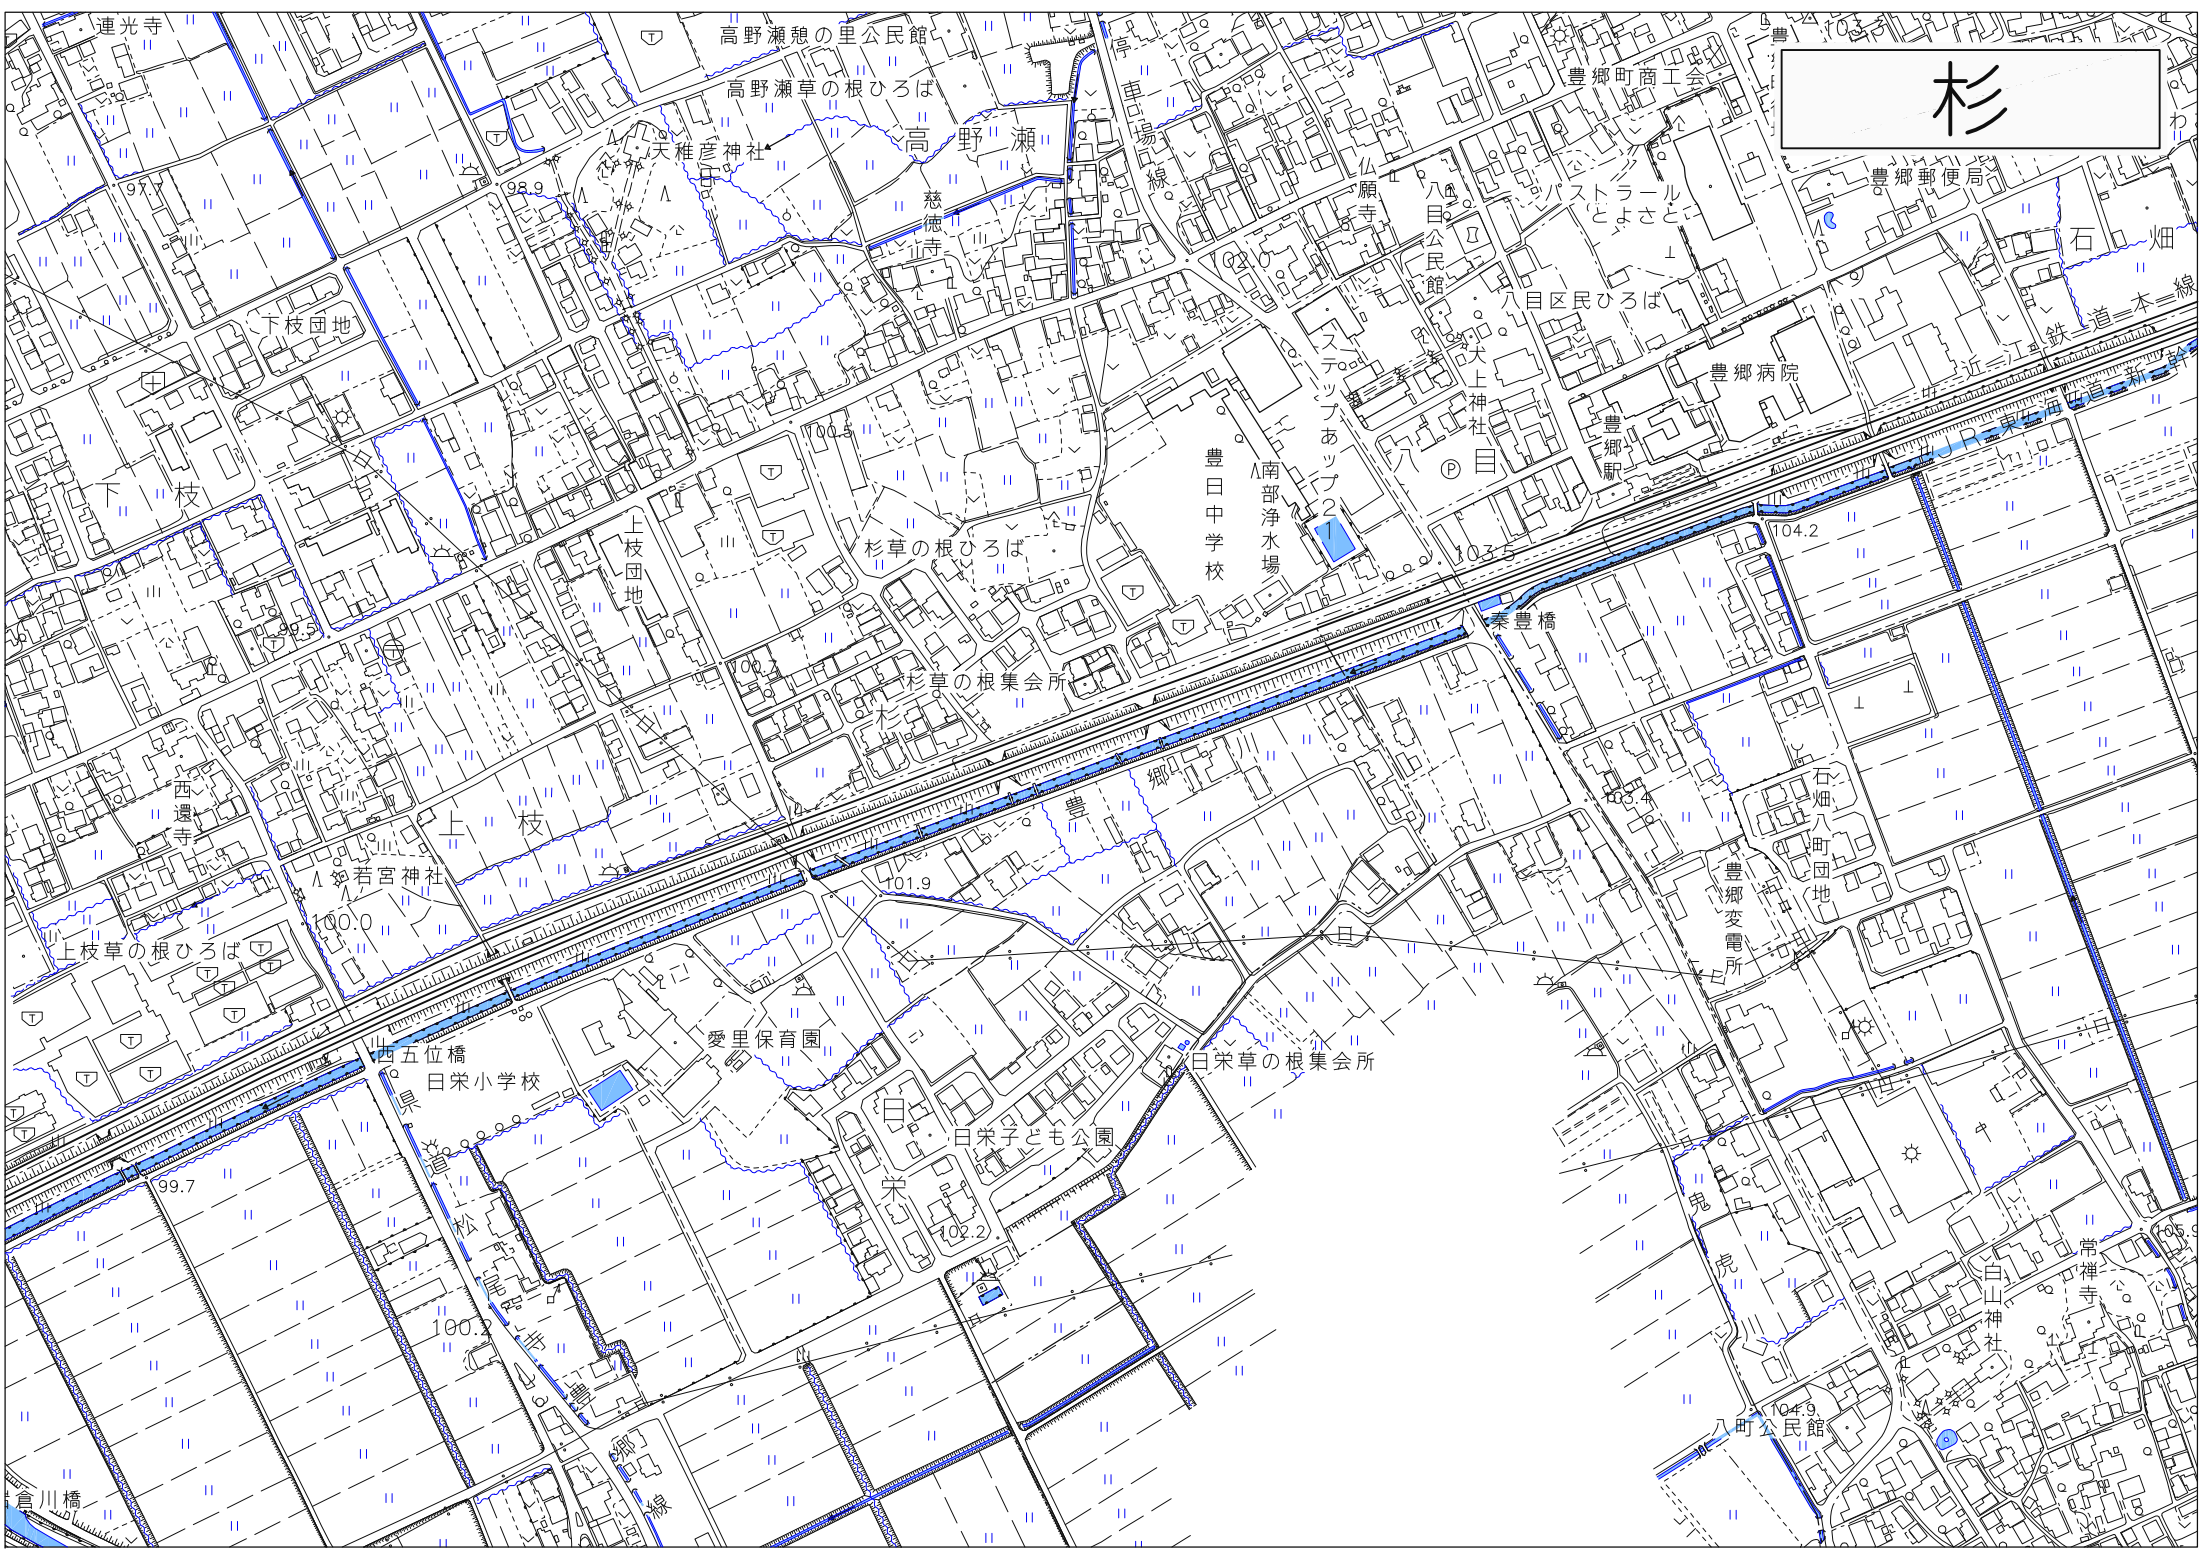 杉
連光寺
高野瀬憩の里公民館
高野瀬草の根ひろば
停車場線
豊郷町商工会
103.3
天稚彦神社
高野瀬
97.7
98.9
慈徳寺
仏願寺
八目公民館
パストラール
とよさと
豊郷郵便局
石畑
102.0
八目区民ひろば
下枝団地
ステップあップ21
犬上神社
豊郷病院
近江鉄道本線
東海道新幹
豊郷駅
100.5
下枝
豊日中学校
南部浄水場
八目
P
上枝団地
杉草の根ひろば
103.5
104.2
99.5
秦豊橋
100.7
杉草の根集会所
杉
豊郷川
西還寺
上枝
103.4
石畑八町団地
若宮神社
101.9
豊郷変電所
100.0
上枝草の根ひろば
西五位橋
愛里保育園
日栄小学校
日栄草の根集会所
日栄
日栄子ども公園
県道松尾寺豊郷線
99.7
102.2
鬼虎
常禅寺
105.9
白山神社
100.2
104.9
八町公民館
倉川橋